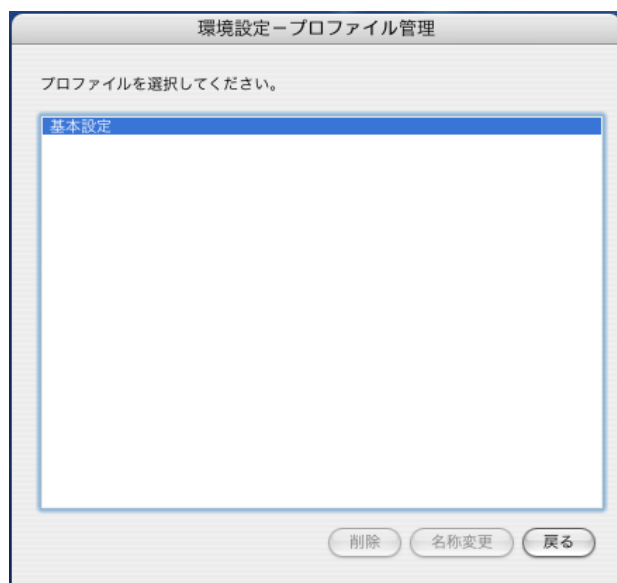 環境設定－プロファイル管理
プロファイルを選択してください。
基本設定
削除
名称変更
戻る